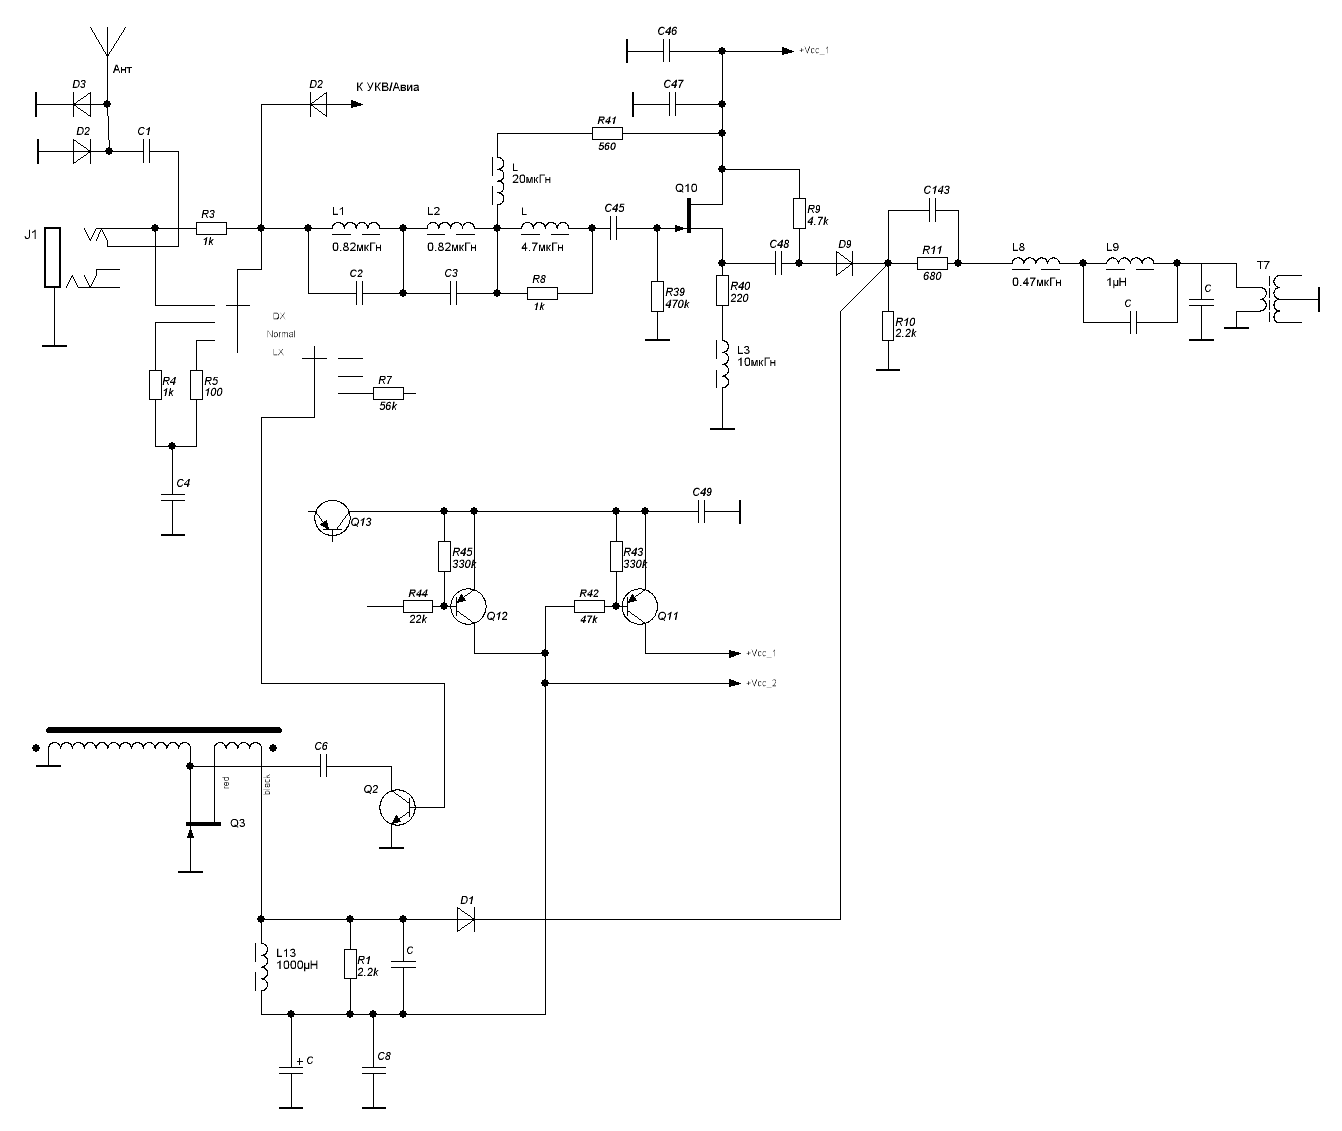 C46
+Vcc_1
Ант
D3
D2
К УКВ/Авиа
C47
D2
C1
R41
560
L
20мкГн
Q10
C143
R9
4.7k
J1
R3
1k
L1
0.82мкГн
L2
0.82мкГн
L
4.7мкГн
C45
C48
D9
R11
680
L8
0.47мкГн
L9
1µH
T7
C2
C3
R8
1k
R39
470k
R40
220
C
C
R10
2.2k
DX
Normal
LX
L3
10мкГн
R4
1k
R5
100
R7
56k
C4
C49
Q13
R45
330k
R43
330k
R44
22k
Q12
R42
47k
Q11
+Vcc_1
+Vcc_2
C6
red
black
Q2
Q3
D1
L13
1000µH
R1
2.2k
C
+ C
C8